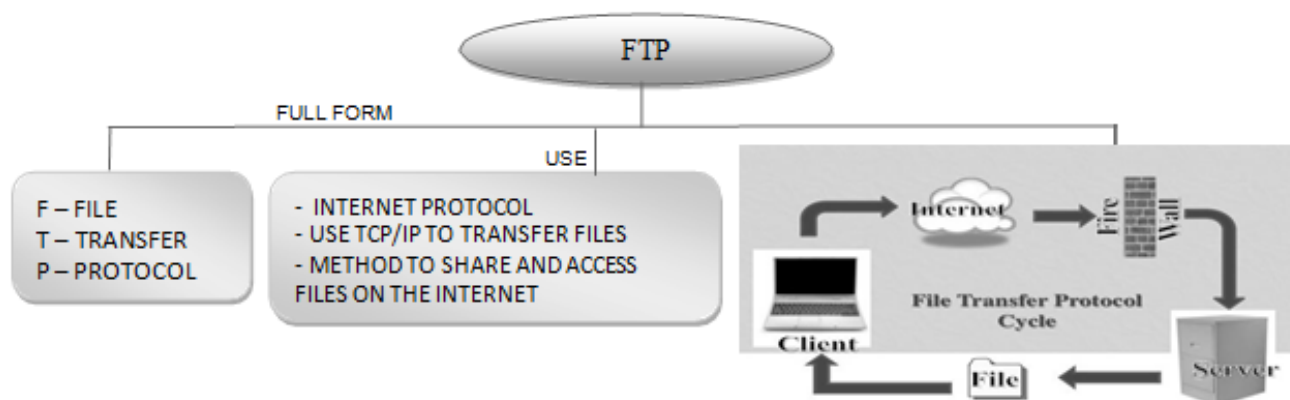 FTP
FULL FORM
USE
F – FILE
T – TRANSFER
P – PROTOCOL
- INTERNET PROTOCOL
- USE TCP/IP TO TRANSFER FILES
- METHOD TO SHARE AND ACCESS
FILES ON THE INTERNET
Internet
Fire
Wall
File Transfer Protocol
Cycle
Client
Server
File